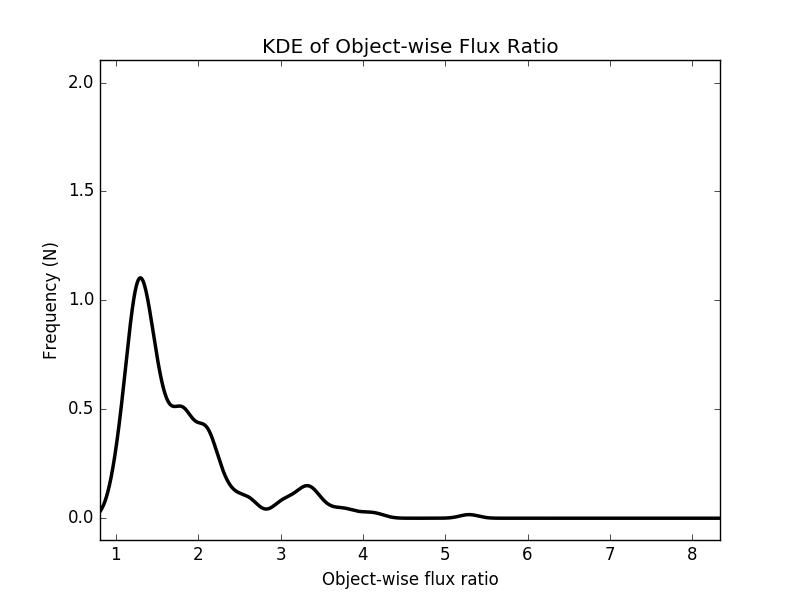 KDE of Object-wise Flux Ratio
2.0
1.5
1.0
0.5
0.0
Frequency (N)
1 2 3 4 5 6 7 8
Object-wise flux ratio